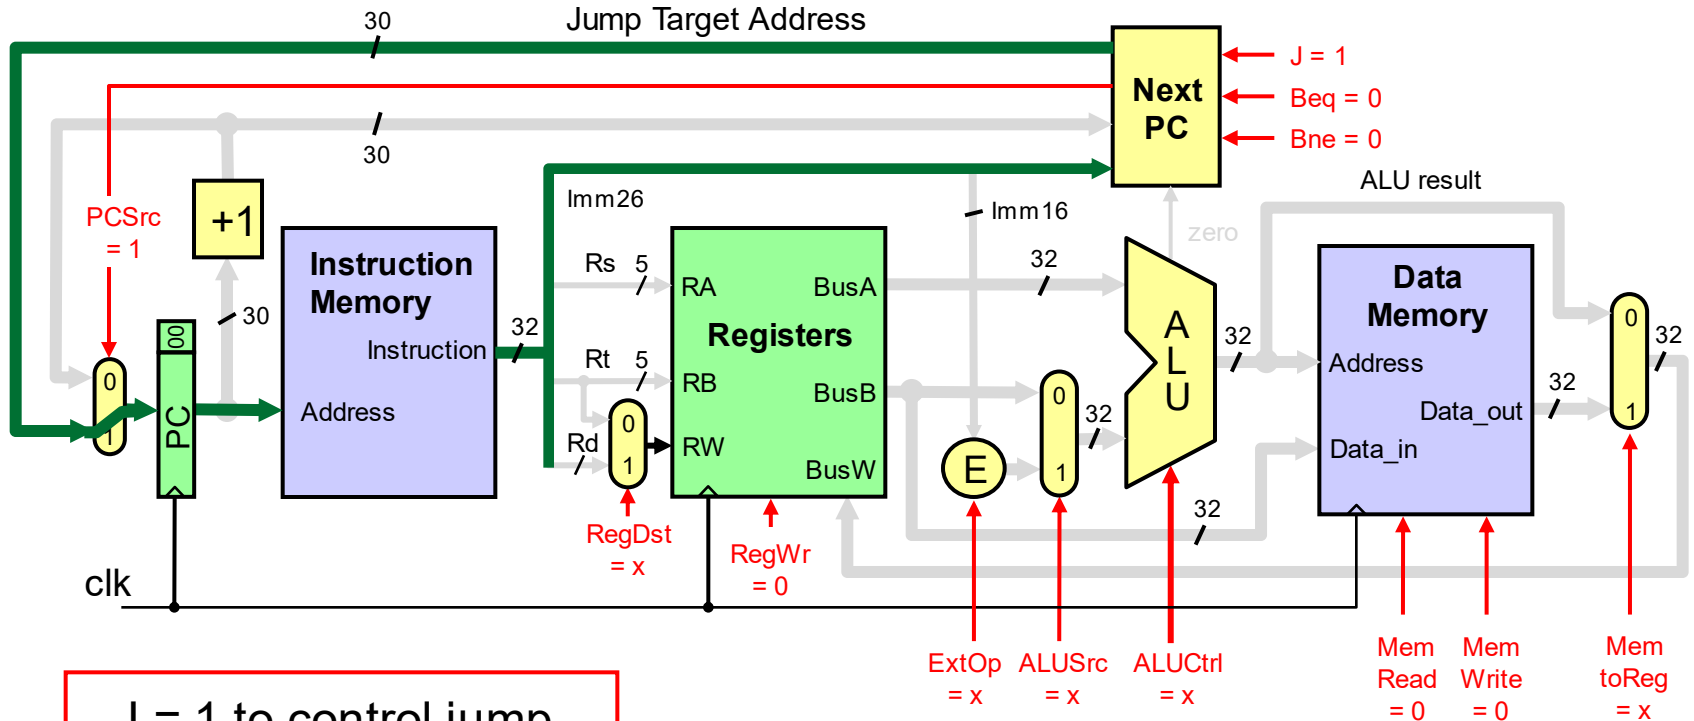 30
Jump Target Address
J = 1
Next
PC
Beq = 0
Bne = 0
30
Imm26
ALU result
PCSrc
= 1
+1
Imm16
zero
Instruction
Memory
Rs
5
RA
BusA
32
Data
Memory
30
00
Registers
A
L
U
0
32
32
32
Instruction
Rt
5
RB
BusB
Address
0
1
PC
Address
0
0
32
32
Data_out
1
Rd
1
RW
BusW
E
1
Data_in
32
RegDst
= x
RegWr
= 0
clk
ExtOp
= x
ALUSrc
= x
ALUCtrl
= x
Mem
Read
= 0
Mem
Write
= 0
Mem
toReg
= x
J = 1 to control jump